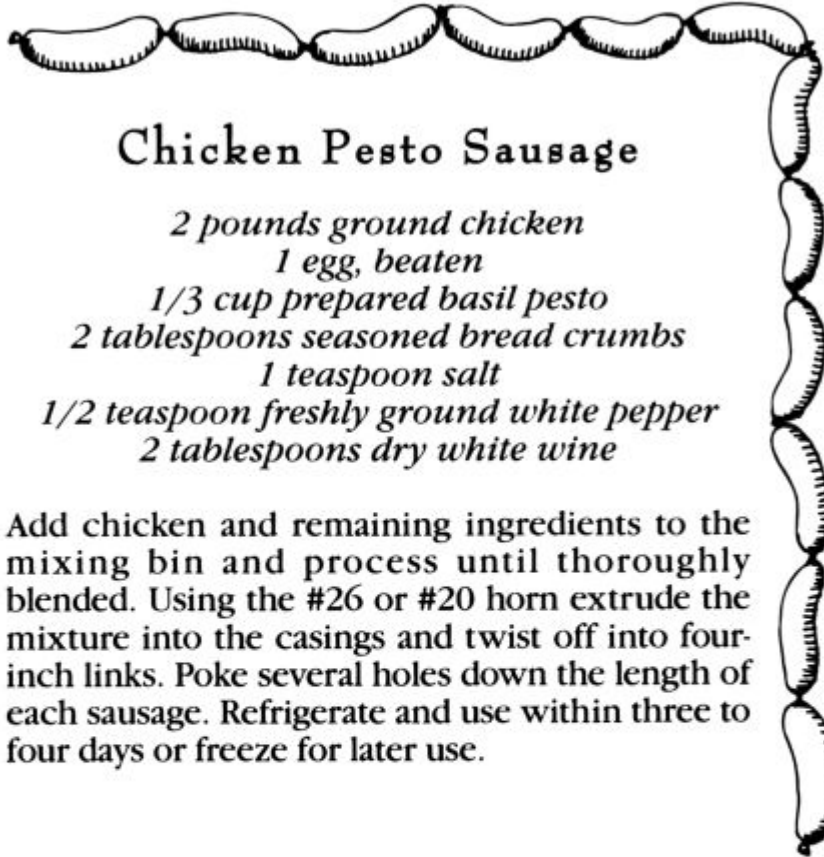 Chicken Pesto Sausage
2 pounds ground chicken
1 egg, beaten
1/3 cup prepared basil pesto
2 tablespoons seasoned bread crumbs
1 teaspoon salt
1/2 teaspoon freshly ground white pepper
2 tablespoons dry white wine
Add chicken and remaining ingredients to the
mixing bin and process until thoroughly
blended. Using the #26 or #20 horn extrude the
mixture into the casings and twist off into four-
inch links. Poke several holes down the length of
each sausage. Refrigerate and use within three to
four days or freeze for later use.